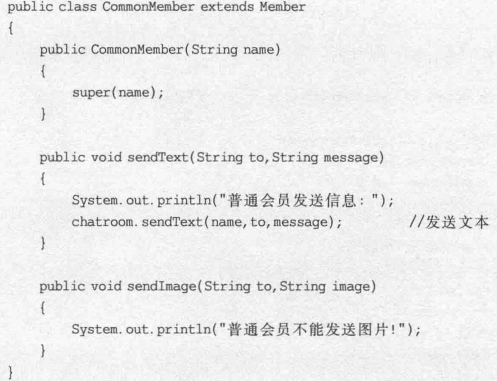 public class CommonMember extends Member
{
    public CommonMember(String name)
    {
        super(name);
    }

    public void sendText(String to,String message)
    {
        System.out.println("普通会员发送信息：");
        chatroom.sendText(name,to,message);        //发送文本
    }

    public void sendImage(String to,String image)
    {
        System.out.println("普通会员不能发送图片!");
    }
}